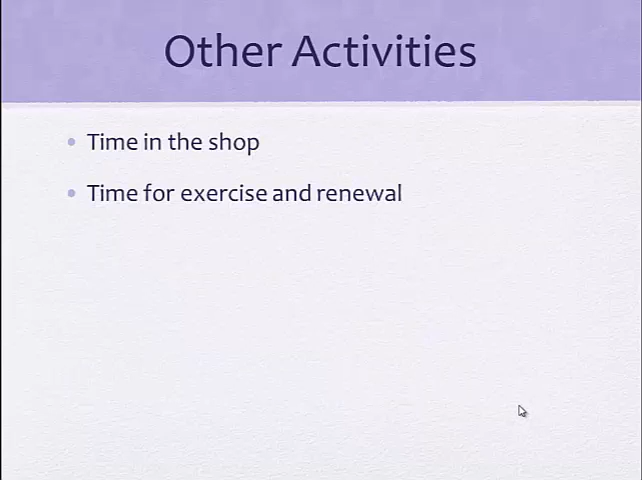 Other Activities
• Time in the shop
• Time for exercise and renewal